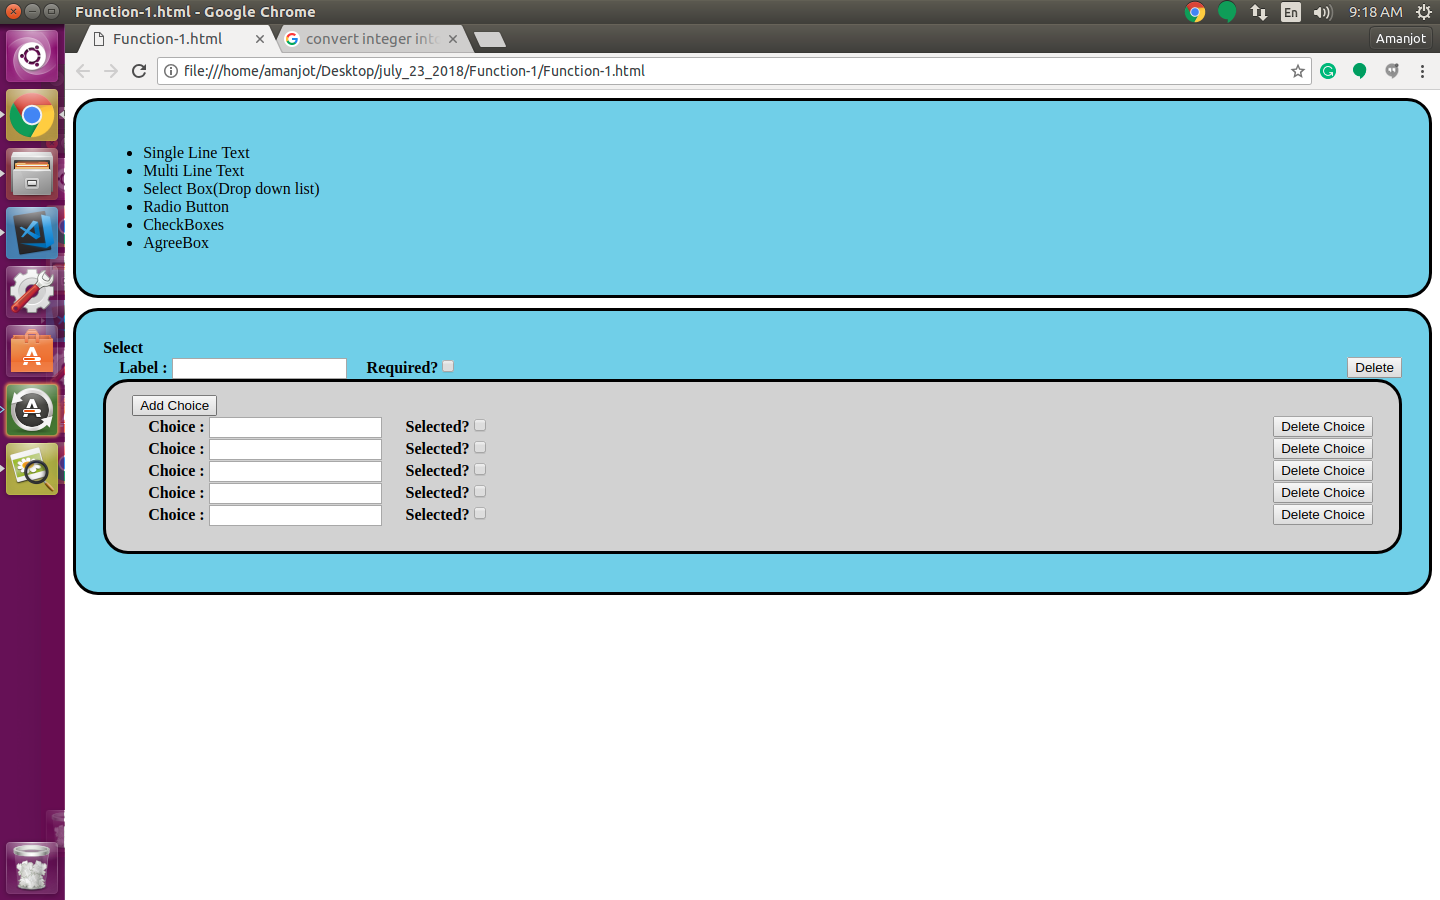 Function-1.html - Google Chrome
En
9:18 AM
Function-1.html
convert integer int
Amanjot
file:///home/amanjot/Desktop/july_23_2018/Function-1/Function-1.html
Single Line Text
Multi Line Text
Select Box(Drop down list)
Radio Button
CheckBoxes
AgreeBox
Select
Label : Required? Delete
Add Choice
Choice : Selected? Delete Choice
Choice : Selected? Delete Choice
Choice : Selected? Delete Choice
Choice : Selected? Delete Choice
Choice : Selected? Delete Choice